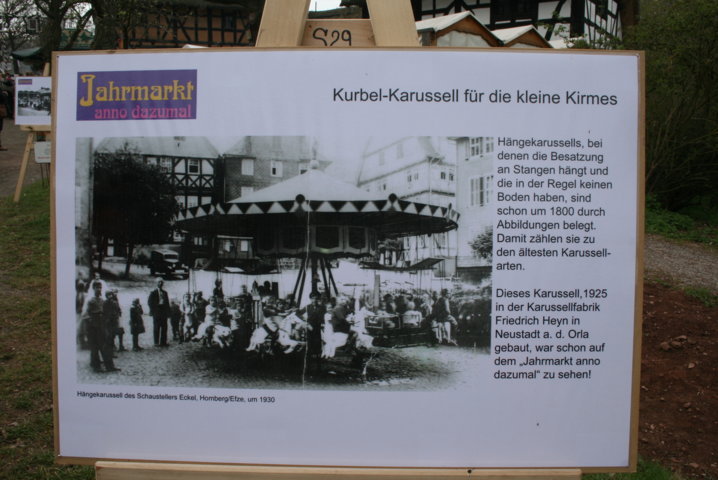 S29
Jahrmarkt
anno dazumal
Kurbel-Karussell für die kleine Kirmes
Hängekarussells, bei
denen die Besatzung
an Stangen hängt und
die in der Regel keinen
Boden haben, sind
schon um 1800 durch
Abbildungen belegt.
Damit zählen sie zu
den ältesten Karussell-
arten.
Dieses Karussell,1925
in der Karussellfabrik
Friedrich Heyn in
Neustadt a. d. Orla
gebaut, war schon auf
dem „Jahrmarkt anno
dazumal“ zu sehen!
Hängekarussell des Schaustellers Eckel, Homberg/Efze, um 1930